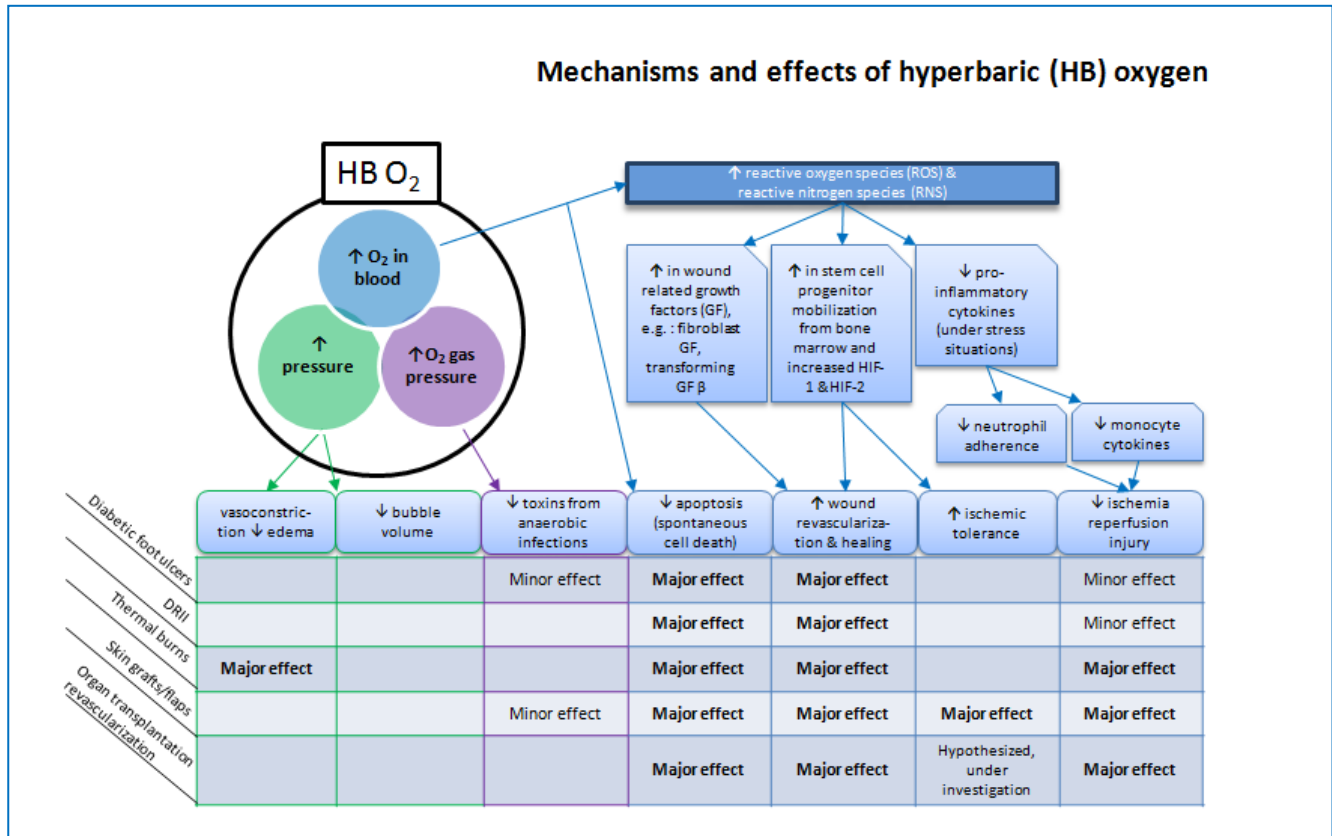 Mechanisms and effects of hyperbaric (HB) oxygen
HB O₂
↑ O₂ in
blood
↑
pressure
↑O₂ gas
pressure
↑ reactive oxygen species (ROS) &
reactive nitrogen species (RNS)
↑ in wound
related growth
factors (GF),
e.g. : fibroblast
GF,
transforming
GF β
↑ in stem cell
progenitor
mobilization
from bone
marrow and
increased HIF-
1 &HIF-2
↓ pro-
inflammatory
cytokines
(under stress
situations)
↓ neutrophil
adherence
↓ monocyte
cytokines
vasoconstric-
tion ↓ edema
↓ bubble
volume
↓ toxins from
anaerobic
infections
↓ apoptosis
(spontaneous
cell death)
↑ wound
revasculariza-
tion & healing
↑ ischemic
tolerance
↓ ischemia
reperfusion
injury
Diabetic foot ulcers
Minor effect
Major effect
Major effect
Minor effect
DRII
Major effect
Major effect
Minor effect
Thermal burns
Major effect
Major effect
Major effect
Major effect
Skin grafts/flaps
Minor effect
Major effect
Major effect
Major effect
Major effect
Organ transplantation
revascularization
Major effect
Major effect
Hypothesized,
under
investigation
Major effect